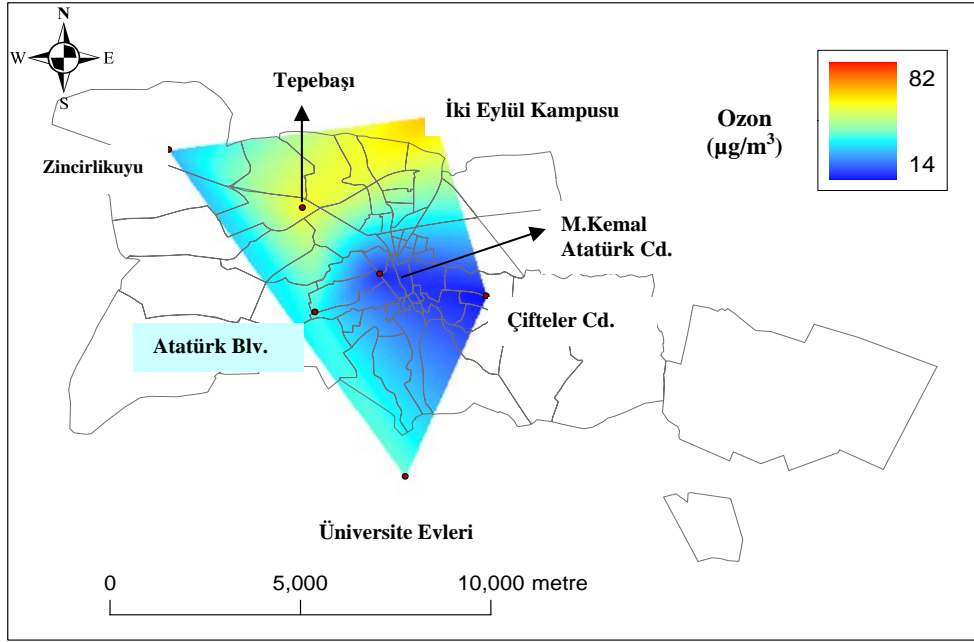 N
W
E
S
Tepebaşı
İki Eylül Kampusu
Zincirlikuyu
Ozon
(µg/m³)
82
14
M.Kemal
Atatürk Cd.
Çifteler Cd.
Atatürk Blv.
Üniversite Evleri
0
5,000
10,000 metre